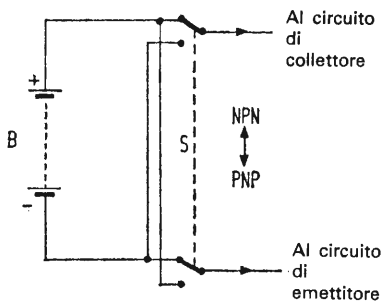 Al circuito
di
collettore
+
B
-
S
NPN
PNP
Al circuito
di
emettitore